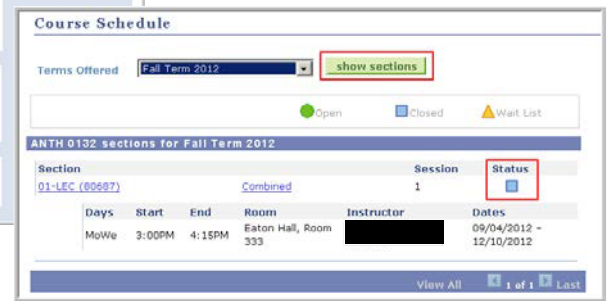 Course Schedule
Terms Offered Fall Term 2012 show sections
Open Closed Wait List
ANTH 0132 sections for Fall Term 2012
Section Session Status
01-LEC (80687) Combined 1
Days Start End Room Instructor Dates
MoWe 3:00PM 4:15PM Eaton Hall, Room 333 09/04/2012 - 12/10/2012
View All 1 of 1 Last